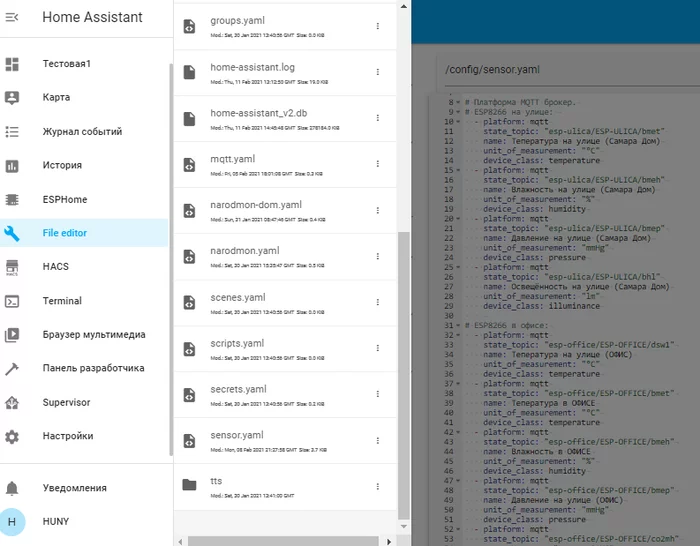 Home Assistant
Тестовая1
Карта
Журнал событий
История
ESPHome
File editor
HACS
Terminal
Браузер мультимедиа
Панель разработчика
Supervisor
Настройки
Уведомления
H
HUNY
groups.yaml
Mod.: Sat, 30 Jan 2021 13:40:56 GMT Size: 0.0 KiB
home-assistant.log
Mod.: Thu, 11 Feb 2021 13:12:50 GMT Size: 19.0 KiB
home-assistant_v2.db
Mod.: Thu, 11 Feb 2021 14:45:46 GMT Size: 276184.0 KiB
mqtt.yaml
Mod.: Fri, 05 Feb 2021 18:01:05 GMT Size: 0.3 KiB
narodmon-dom.yaml
Mod.: Sun, 31 Jan 2021 08:47:46 GMT Size: 0.4 KiB
narodmon.yaml
Mod.: Sat, 30 Jan 2021 18:26:47 GMT Size: 0.5 KiB
scenes.yaml
Mod.: Sat, 30 Jan 2021 13:40:56 GMT Size: 0.0 KiB
scripts.yaml
Mod.: Sat, 30 Jan 2021 13:40:56 GMT Size: 0.0 KiB
secrets.yaml
Mod.: Sat, 30 Jan 2021 13:40:56 GMT Size: 0.2 KiB
sensor.yaml
Mod.: Mon, 08 Feb 2021 21:27:58 GMT Size: 3.7 KiB
tts
Mod.: Sat, 30 Jan 2021 13:41:00 GMT
/config/sensor.yaml
8 # Платформа MQTT брокер.
9 # ESP8266 на улице:
10 - platform: mqtt
11 state_topic: "esp-ulica/ESP-ULICA/bmet"
12 name: Тепература на улице (Самара Дом)
13 unit_of_measurement: "°C"
14 device_class: temperature
15 - platform: mqtt
16 state_topic: "esp-ulica/ESP-ULICA/bmeh"
17 name: Влажность на улице (Самара Дом)
18 unit_of_measurement: "%"
19 device_class: humidity
20 - platform: mqtt
21 state_topic: "esp-ulica/ESP-ULICA/bmep"
22 name: Давление на улице (Самара Дом)
23 unit_of_measurement: "mmHg"
24 device_class: pressure
25 - platform: mqtt
26 state_topic: "esp-ulica/ESP-ULICA/bhl"
27 name: Освещённость на улице (Самара Дом)
28 unit_of_measurement: "lm"
29 device_class: illuminance
30
31 # ESP8266 в офисе:
32 - platform: mqtt
33 state_topic: "esp-office/ESP-OFFICE/dsw1"
34 name: Тепература на улице (ОФИС)
35 unit_of_measurement: "°C"
36 device_class: temperature
37 - platform: mqtt
38 state_topic: "esp-office/ESP-OFFICE/bmet"
39 name: Тепература в ОФИСЕ
40 unit_of_measurement: "°C"
41 device_class: temperature
42 - platform: mqtt
43 state_topic: "esp-office/ESP-OFFICE/bmeh"
44 name: Влажность в ОФИСЕ
45 unit_of_measurement: "%"
46 device_class: humidity
47 - platform: mqtt
48 state_topic: "esp-office/ESP-OFFICE/bmep"
49 name: Давление на улице (ОФИС)
50 unit_of_measurement: "mmHg"
51 device_class: pressure
52 - platform: mqtt
53 state_topic: "esp-office/ESP-OFFICE/co2mh"